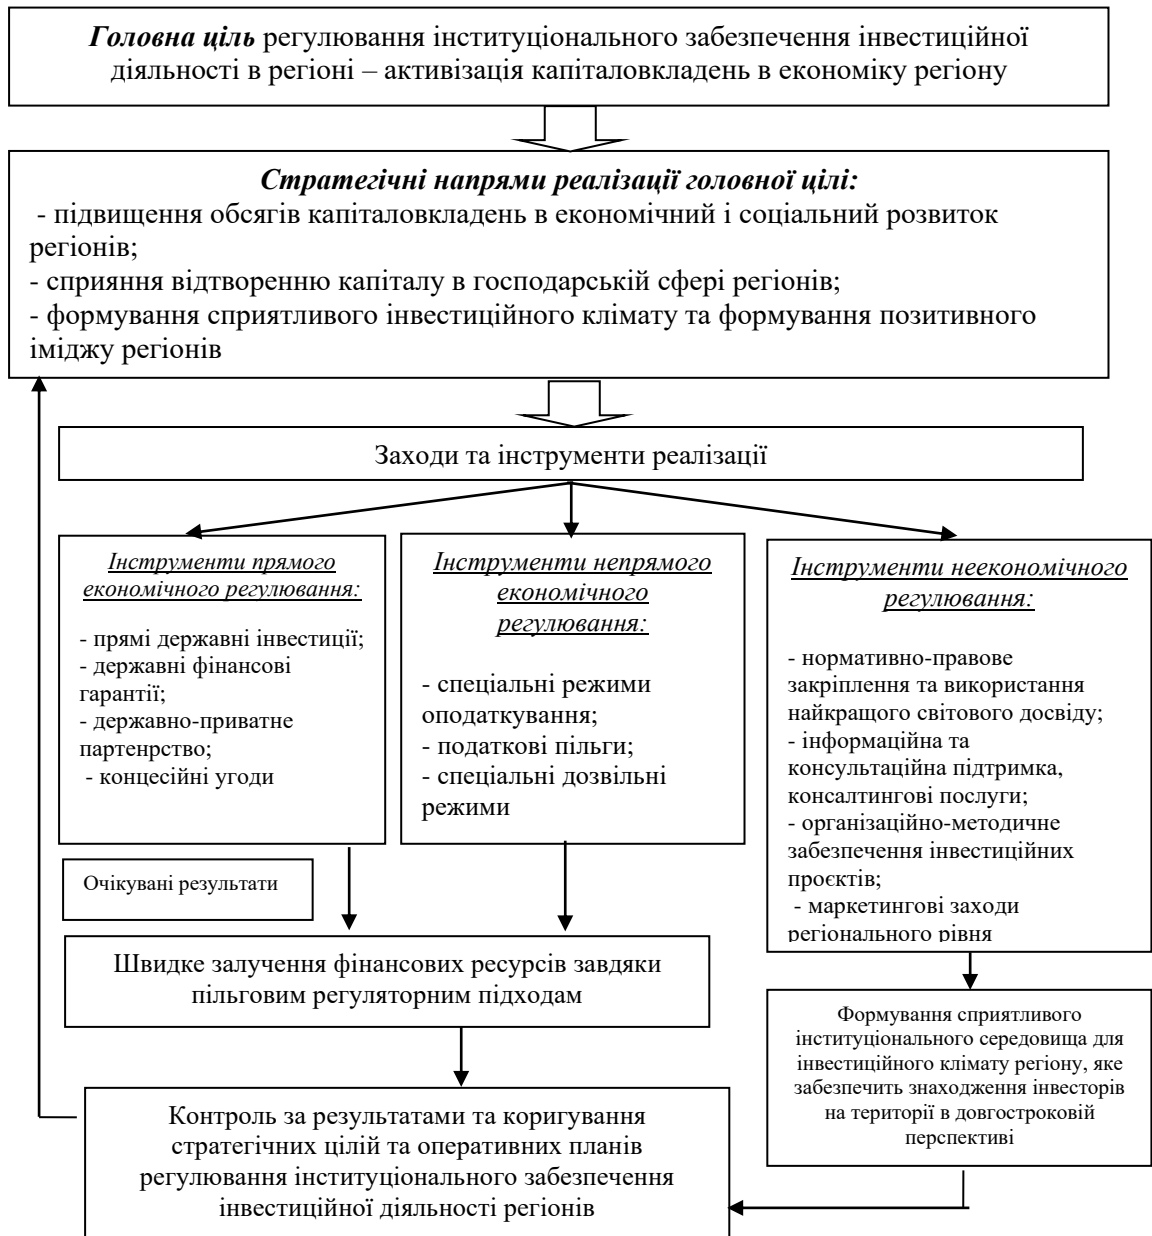 Головна ціль регулювання інституціонального забезпечення інвестиційної
діяльності в регіоні – активізація капіталовкладень в економіку регіону
Стратегічні напрями реалізації головної цілі:
- підвищення обсягів капіталовкладень в економічний і соціальний розвиток
регіонів;
- сприяння відтворенню капіталу в господарській сфері регіонів;
- формування сприятливого інвестиційного клімату та формування позитивного
іміджу регіонів
Заходи та інструменти реалізації
Інструменти прямого
економічного регулювання:
- прямі державні інвестиції;
- державні фінансові
гарантії;
- державно-приватне
партенрство;
- концесійні угоди
Інструменти непрямого
економічного
регулювання:
- спеціальні режими
оподаткування;
- податкові пільги;
- спеціальні дозвільні
режими
Інструменти неекономічного
регулювання:
- нормативно-правове
закріплення та використання
найкращого світового досвіду;
- інформаційна та
консультаційна підтримка,
консалтингові послуги;
- організаційно-методичне
забезпечення інвестиційних
проєктів;
- маркетингові заходи
регіонального рівня
Очікувані результати
Швидке залучення фінансових ресурсів завдяки
пільговим регуляторним підходам
Формування сприятливого
інституціонального середовища для
інвестиційного клімату регіону, яке
забезпечить знаходження інвесторів
на території в довгостроковій
перспективі
Контроль за результатами та коригування
стратегічних цілій та оперативних планів
регулювання інституціонального забезпечення
інвестиційної діяльності регіонів